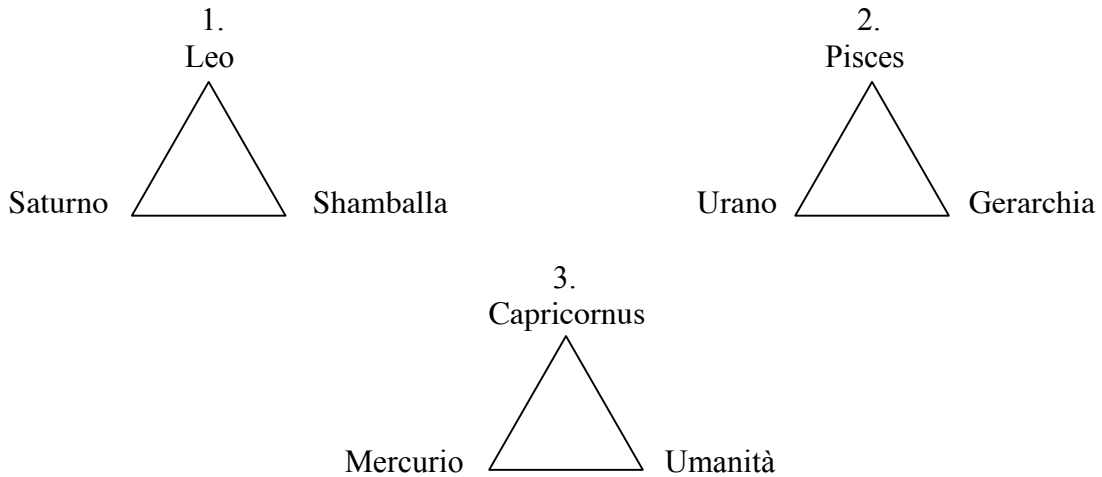 1.
Leo
Saturno
Shamballa
2.
Pisces
Urano
Gerarchia
3.
Capricornus
Mercurio
Umanità